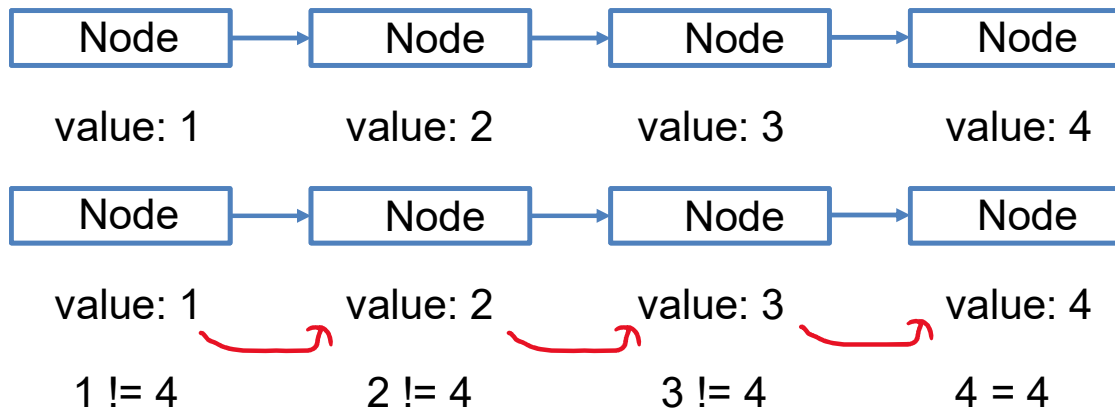 Node Node Node Node
value: 1 value: 2 value: 3 value: 4
Node Node Node Node
value: 1 value: 2 value: 3 value: 4
1 != 4 2 != 4 3 != 4 4 = 4